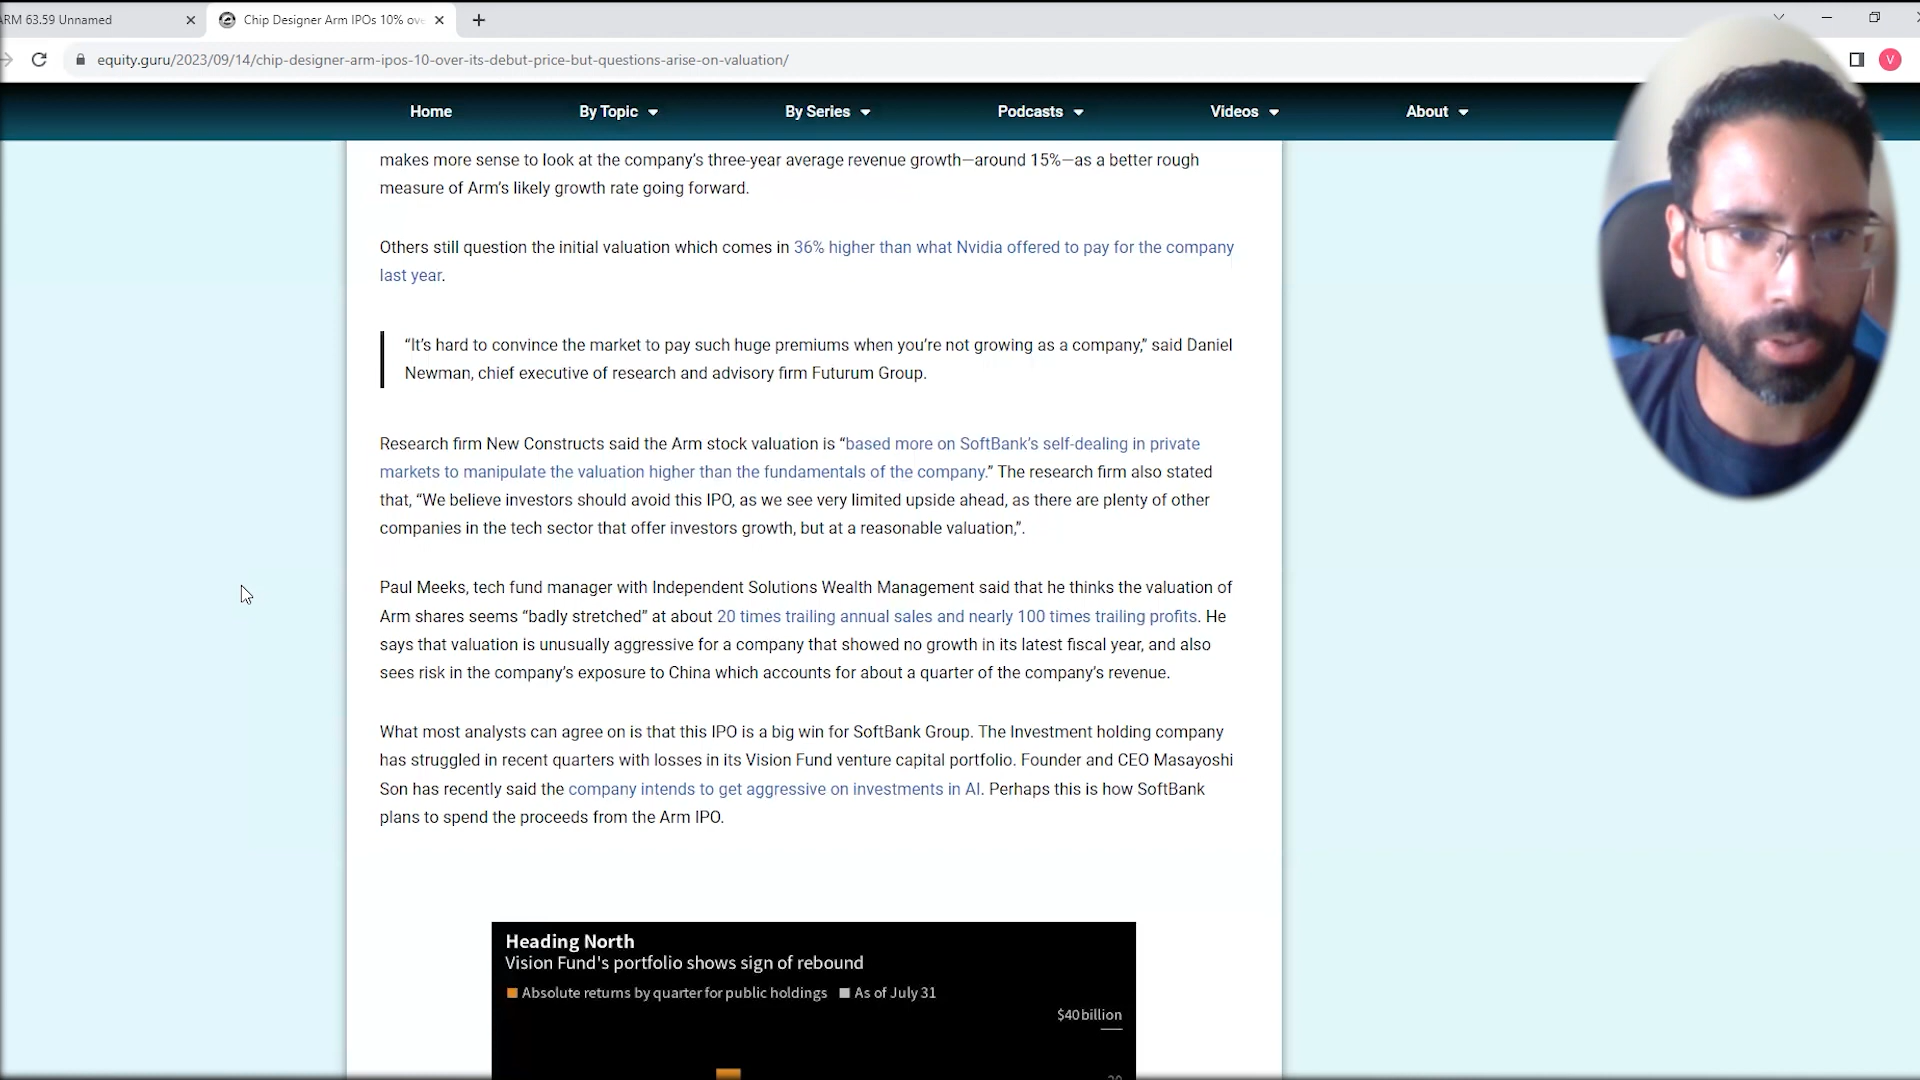 ARM 63.59 Unnamed
Chip Designer Arm IPOs 10% ove
equity.guru/2023/09/14/chip-designer-arm-ipos-10-over-its-debut-price-but-questions-arise-on-valuation/
V
Home By Topic By Series Podcasts Videos About
makes more sense to look at the company’s three-year average revenue growth—around 15%—as a better rough
measure of Arm’s likely growth rate going forward.
Others still question the initial valuation which comes in 36% higher than what Nvidia offered to pay for the company
last year.
“It’s hard to convince the market to pay such huge premiums when you’re not growing as a company,” said Daniel
Newman, chief executive of research and advisory firm Futurum Group.
Research firm New Constructs said the Arm stock valuation is “based more on SoftBank’s self-dealing in private
markets to manipulate the valuation higher than the fundamentals of the company.” The research firm also stated
that, “We believe investors should avoid this IPO, as we see very limited upside ahead, as there are plenty of other
companies in the tech sector that offer investors growth, but at a reasonable valuation,”.
Paul Meeks, tech fund manager with Independent Solutions Wealth Management said that he thinks the valuation of
Arm shares seems “badly stretched” at about 20 times trailing annual sales and nearly 100 times trailing profits. He
says that valuation is unusually aggressive for a company that showed no growth in its latest fiscal year, and also
sees risk in the company’s exposure to China which accounts for about a quarter of the company’s revenue.
What most analysts can agree on is that this IPO is a big win for SoftBank Group. The Investment holding company
has struggled in recent quarters with losses in its Vision Fund venture capital portfolio. Founder and CEO Masayoshi
Son has recently said the company intends to get aggressive on investments in AI. Perhaps this is how SoftBank
plans to spend the proceeds from the Arm IPO.
Heading North
Vision Fund's portfolio shows sign of rebound
Absolute returns by quarter for public holdings As of July 31
$40 billion